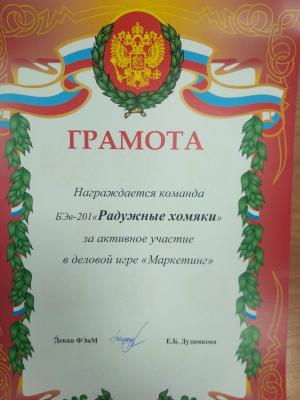 ГРАМОТА
Награждается команда
БЭв-201«Радужные хомяки»
за активное участие
в деловой игре «Маркетинг»
Декан ФЭиМ Е.Б. Дудникова